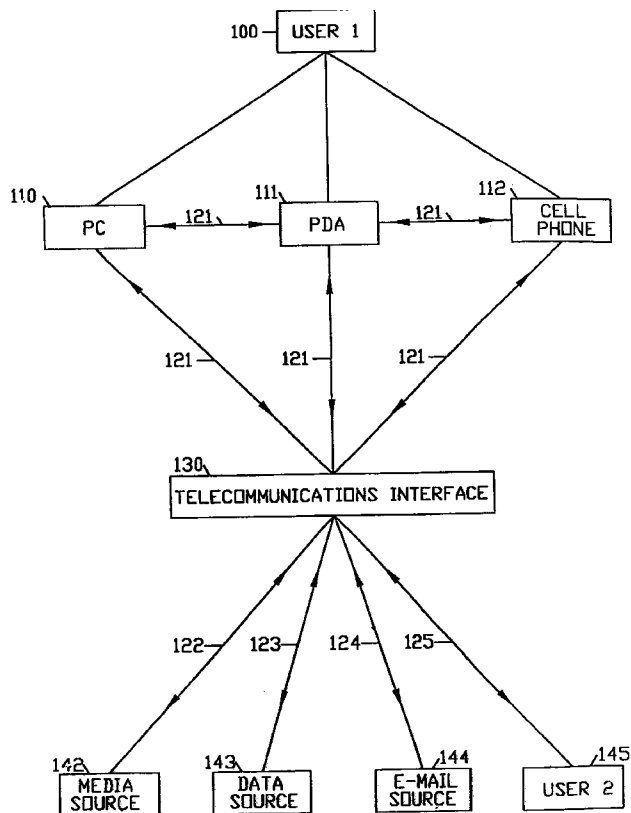 100 USER 1
110 111 112
PC 121 PDA 121 CELL
PHONE
121 121 121
130
TELECOMMUNICATIONS INTERFACE
122 123 124 125
142 143 144 145
MEDIA
SOURCE
DATA
SOURCE
E-MAIL
SOURCE
USER 2